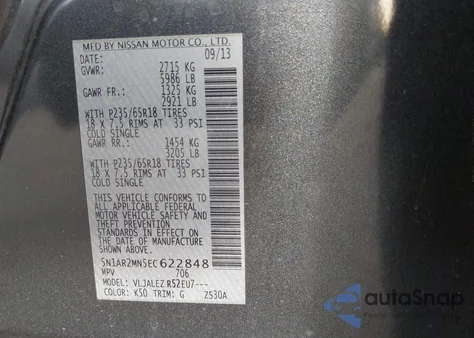 MFD BY NISSAN MOTOR CO., LTD.
DATE: 09/13
GVWR: 2715 KG
5986 LB
GAWR FR.: 1325 KG
2921 LB
WITH P235/65R18 TIRES
18 X 7.5 RIMS AT 33 PSI
COLD SINGLE
GAWR RR.: 1454 KG
3205 LB
WITH P235/65R18 TIRES
18 X 7.5 RIMS AT 33 PSI
COLD SINGLE
THIS VEHICLE CONFORMS TO
ALL APPLICABLE FEDERAL
MOTOR VEHICLE SAFETY AND
THEFT PREVENTION
STANDARDS IN EFFECT ON
THE DATE OF MANUFACTURE
SHOWN ABOVE.
5N1AR2MN5EC622848
MPV 706
VLJALEZ R52EU7---
COLOR: K50 TRIM: G ZS30A
autoSnap
Photo by